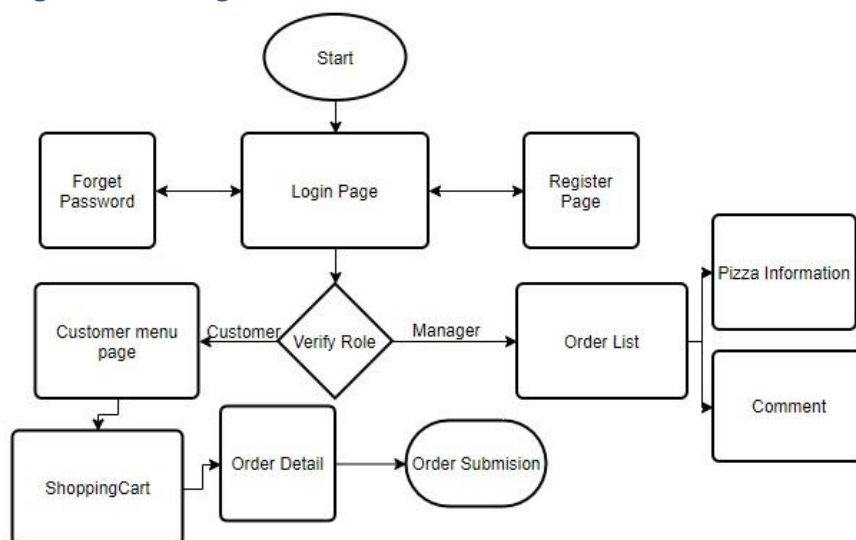 Start
Forget
Password
Login Page
Register
Page
Pizza Information
Customer menu
page
Customer
Verify Role
Manager
Order List
Comment
ShoppingCart
Order Detail
Order Submision